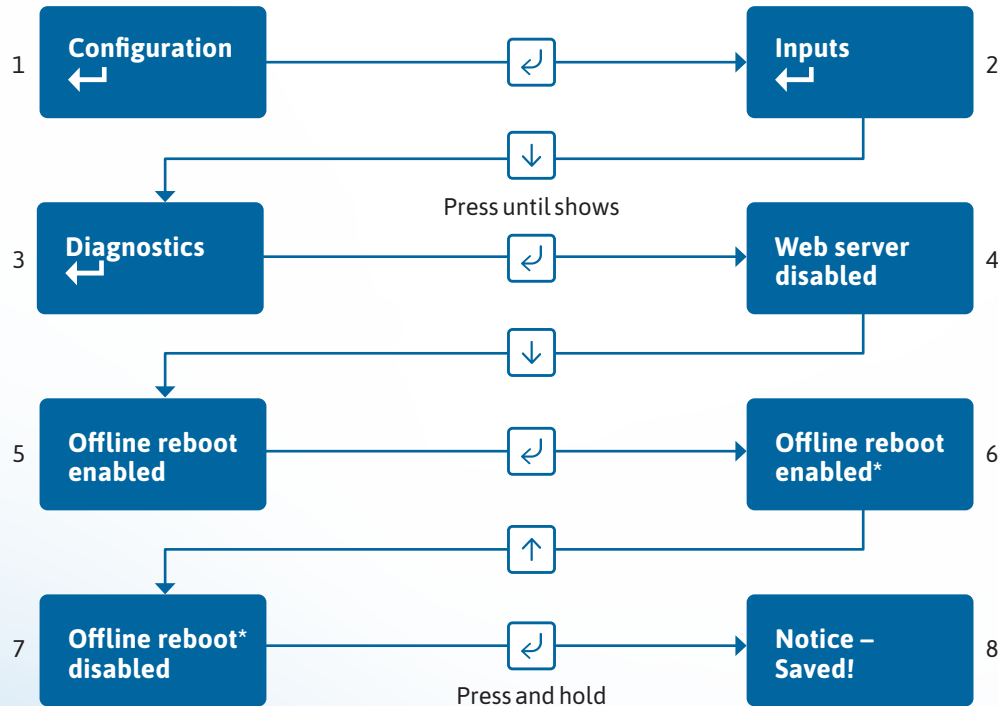 1
Configuration
2
Inputs
Press until shows
3
Diagnostics
4
Web server
disabled
5
Offline reboot
enabled
6
Offline reboot
enabled*
7
Offline reboot*
disabled
Press and hold
8
Notice –
Saved!